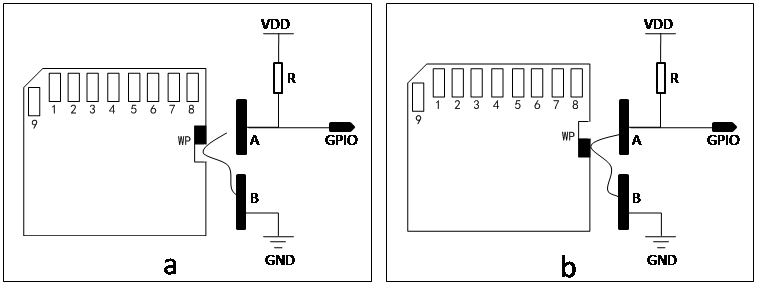 VDD
R
1 2 3 4 5 6 7 8
9
WP
A
GPIO
B
GND
a
VDD
R
1 2 3 4 5 6 7 8
9
WP
A
GPIO
B
GND
b